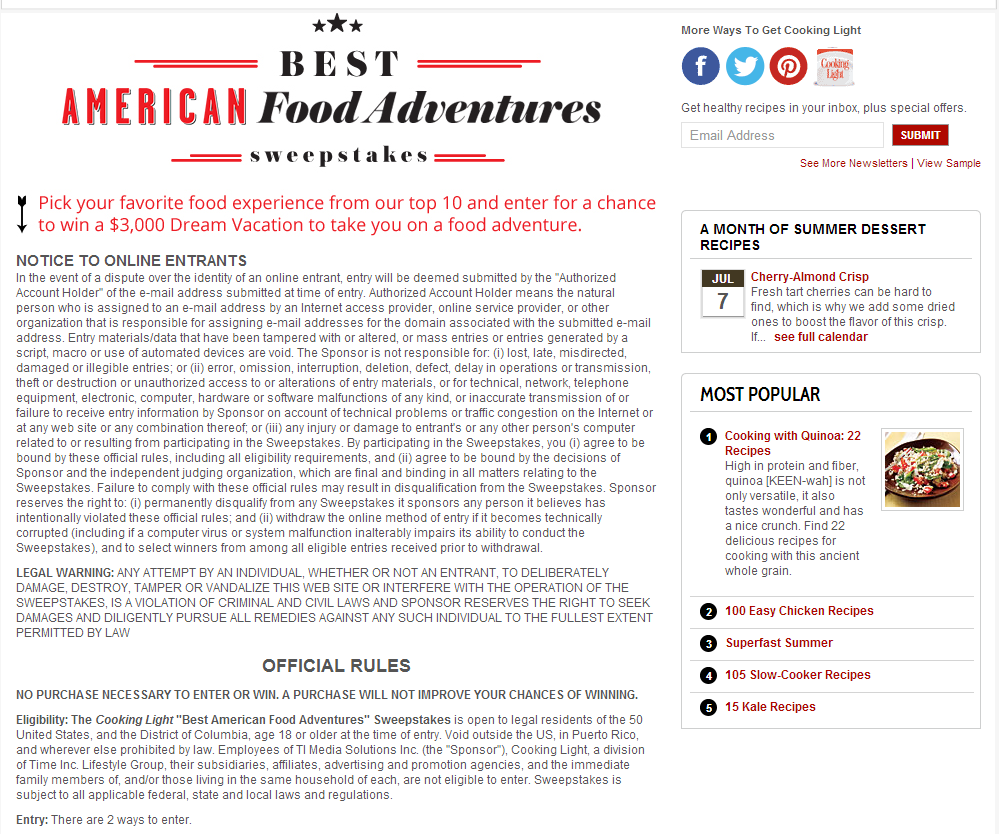 BEST
AMERICAN Food Adventures
sweepstakes
Pick your favorite food experience from our top 10 and enter for a chance
to win a $3,000 Dream Vacation to take you on a food adventure.
NOTICE TO ONLINE ENTRANTS
In the event of a dispute over the identity of an online entrant, entry will be deemed submitted by the "Authorized
Account Holder" of the e-mail address submitted at time of entry. Authorized Account Holder means the natural
person who is assigned to an e-mail address by an Internet access provider, online service provider, or other
organization that is responsible for assigning e-mail addresses for the domain associated with the submitted e-mail
address. Entry materials/data that have been tampered with or altered, or mass entries or entries generated by a
script, macro or use of automated devices are void. The Sponsor is not responsible for: (i) lost, late, misdirected,
damaged or illegible entries; or (ii) error, omission, interruption, deletion, defect, delay in operations or transmission,
theft or destruction or unauthorized access to or alterations of entry materials, or for technical, network, telephone
equipment, electronic, computer, hardware or software malfunctions of any kind, or inaccurate transmission of or
failure to receive entry information by Sponsor on account of technical problems or traffic congestion on the Internet or
at any web site or any combination thereof; or (iii) any injury or damage to entrant's or any other person's computer
related to or resulting from participating in the Sweepstakes. By participating in the Sweepstakes, you (i) agree to be
bound by these official rules, including all eligibility requirements, and (ii) agree to be bound by the decisions of
Sponsor and the independent judging organization, which are final and binding in all matters relating to the
Sweepstakes. Failure to comply with these official rules may result in disqualification from the Sweepstakes. Sponsor
reserves the right to: (i) permanently disqualify from any Sweepstakes it sponsors any person it believes has
intentionally violated these official rules; and (ii) withdraw the online method of entry if it becomes technically
corrupted (including if a computer virus or system malfunction inalterably impairs its ability to conduct the
Sweepstakes), and to select winners from among all eligible entries received prior to withdrawal.
LEGAL WARNING: ANY ATTEMPT BY AN INDIVIDUAL, WHETHER OR NOT AN ENTRANT, TO DELIBERATELY
DAMAGE, DESTROY, TAMPER OR VANDALIZE THIS WEB SITE OR INTERFERE WITH THE OPERATION OF THE
SWEEPSTAKES, IS A VIOLATION OF CRIMINAL AND CIVIL LAWS AND SPONSOR RESERVES THE RIGHT TO SEEK
DAMAGES AND DILIGENTLY PURSUE ALL REMEDIES AGAINST ANY SUCH INDIVIDUAL TO THE FULLEST EXTENT
PERMITTED BY LAW
OFFICIAL RULES
NO PURCHASE NECESSARY TO ENTER OR WIN. A PURCHASE WILL NOT IMPROVE YOUR CHANCES OF WINNING.
Eligibility: The Cooking Light "Best American Food Adventures" Sweepstakes is open to legal residents of the 50
United States, and the District of Columbia, age 18 or older at the time of entry. Void outside the US, in Puerto Rico,
and wherever else prohibited by law. Employees of TI Media Solutions Inc. (the "Sponsor"), Cooking Light, a division
of Time Inc. Lifestyle Group, their subsidiaries, affiliates, advertising and promotion agencies, and the immediate
family members of, and/or those living in the same household of each, are not eligible to enter. Sweepstakes is
subject to all applicable federal, state and local laws and regulations.
Entry: There are 2 ways to enter.
More Ways To Get Cooking Light
Cooking
Light
Get healthy recipes in your inbox, plus special offers.
Email Address SUBMIT
See More Newsletters | View Sample
A MONTH OF SUMMER DESSERT
RECIPES
JUL
7
Cherry-Almond Crisp
Fresh tart cherries can be hard to
find, which is why we add some dried
ones to boost the flavor of this crisp.
If... see full calendar
MOST POPULAR
1 Cooking with Quinoa: 22
Recipes
High in protein and fiber,
quinoa [KEEN-wah] is not
only versatile, it also
tastes wonderful and has
a nice crunch. Find 22
delicious recipes for
cooking with this ancient
whole grain.
2 100 Easy Chicken Recipes
3 Superfast Summer
4 105 Slow-Cooker Recipes
5 15 Kale Recipes